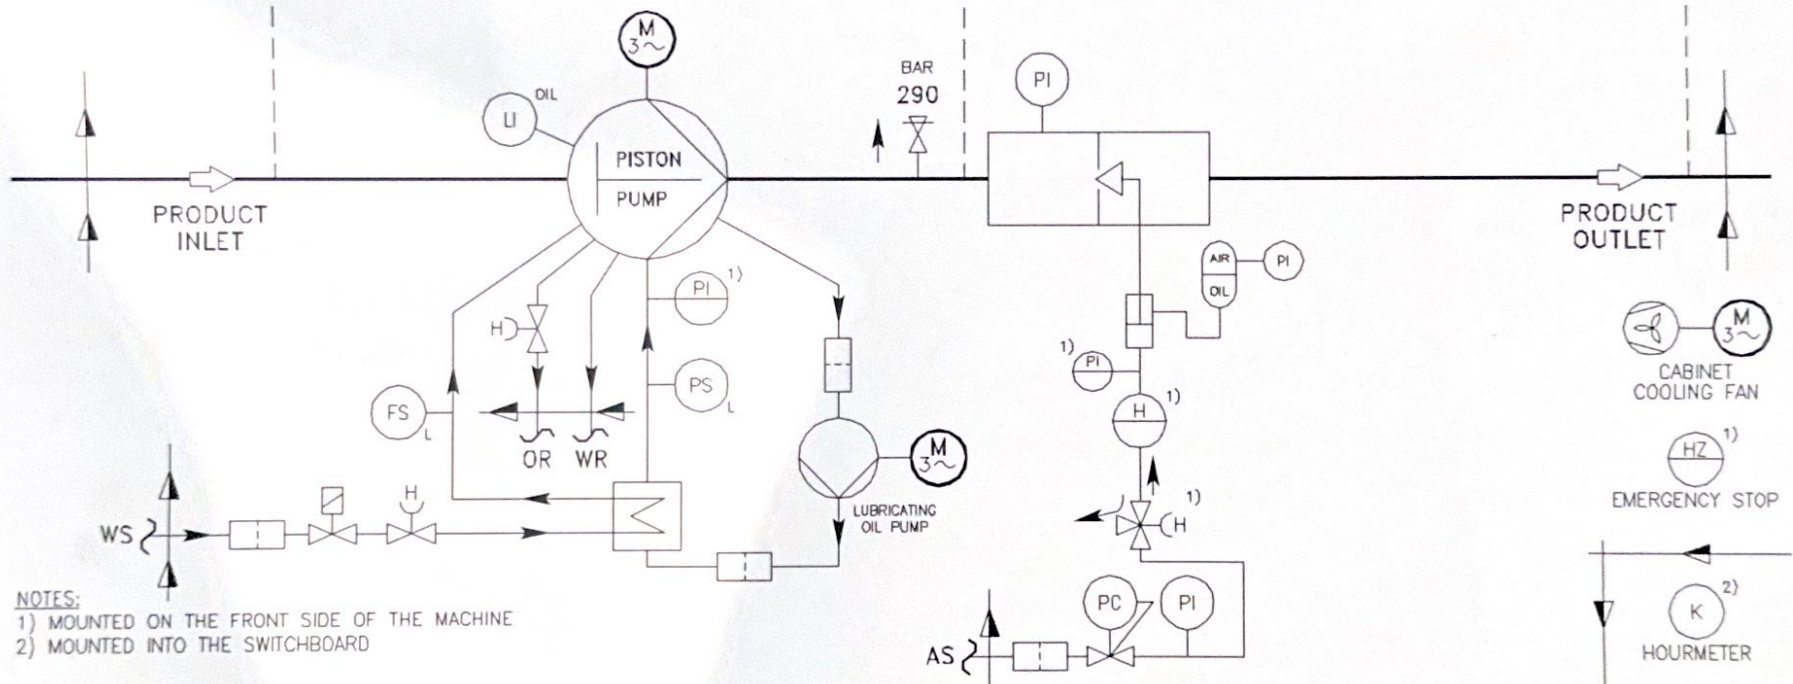 M
3~
BAR
290
PI
LI
OIL
PISTON
PUMP
PRODUCT
INLET
PRODUCT
OUTLET
PI 1)
AIR
OIL
PI
H
M
3~
CABINET
COOLING FAN
1) PI
PS
L
FS
L
H 1)
OR
WR
M
3~
HZ 1)
EMERGENCY STOP
LUBRICATING
OIL PUMP
H
1)
H
WS
PC
PI
K 2)
HOURMETER
AS
NOTES:
1) MOUNTED ON THE FRONT SIDE OF THE MACHINE
2) MOUNTED INTO THE SWITCHBOARD